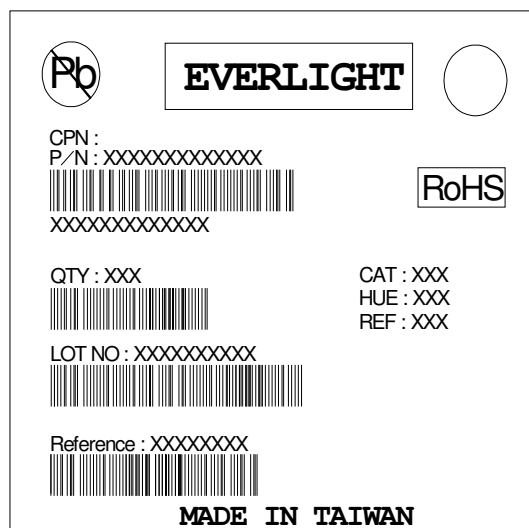 Pb
EVERLIGHT
CPN :
P/N : XXXXXXXXXXXXX
RoHS
XXXXXXXXXXXXX
QTY : XXX
CAT : XXX
HUE : XXX
REF : XXX
LOT NO : XXXXXXXXXX
Reference : XXXXXXXX
MADE IN TAIWAN